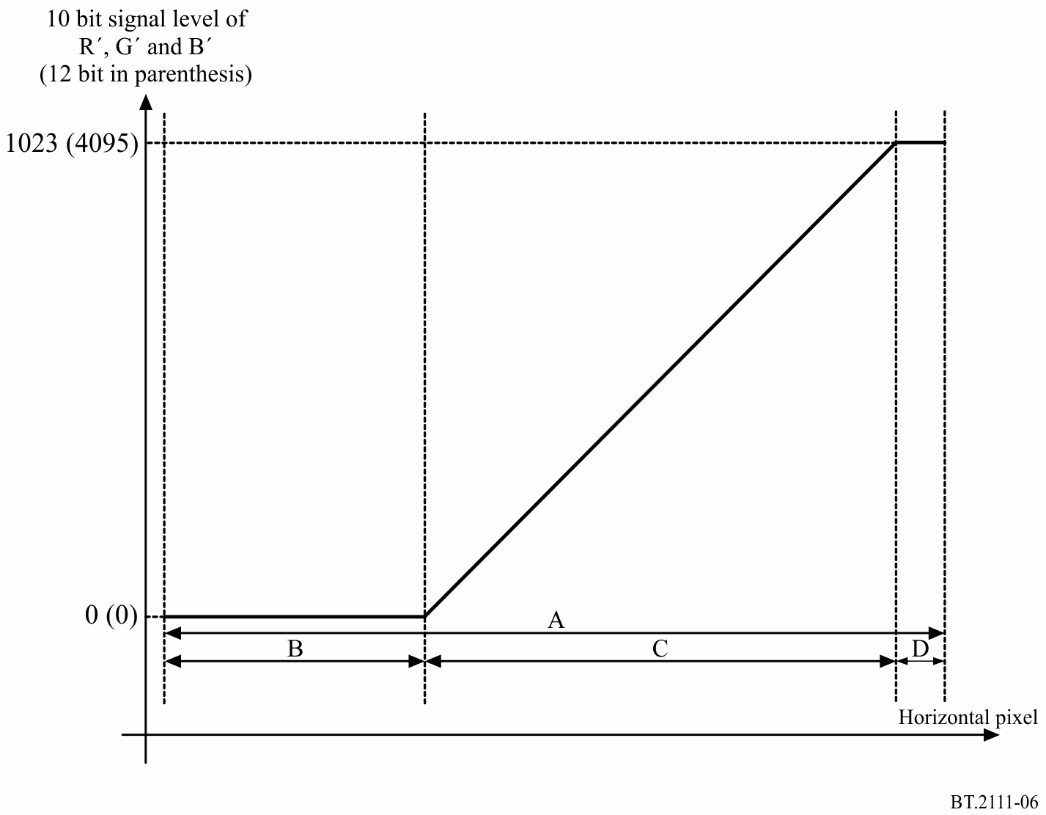 10 bit signal level of
R´, G´ and B´
(12 bit in parenthesis)
1023 (4095)
0 (0)
A
B
C
D
Horizontal pixel
BT.2111-06